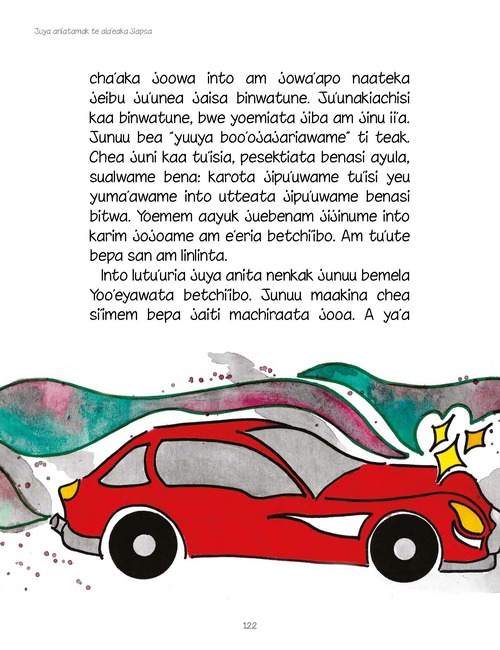 Juya aniatamak te ala'eaka jiapsa
cha'aka joowa into am jowa'apo naateka
jeibu ju'unea jaisa binwatune. Ju'unakiachisi
kaa binwatune, bwe yoemiata jiba am jinu ii'a.
Junuu bea "yuuya boo'ojajariawame" ti teak.
Chea juni kaa tu'isia, pesektiata benasi ayula,
sualwame bena: karota jipu'uwame tu'isi yeu
yuma'awame into utteata jipu'uwame benasi
bitwa. Yoemem aayuk juebenam jijinume into
karim jojoame am e'eria betchi'ibo. Am tu'ute
bepa san am linlinta.
Into lutu'uria juya anita nenkak junuu bemela
Yoo'eyawata betchi'ibo. Junuu maakina chea
si'imem bepa jaiti machiraata jooa. A ya'a
122